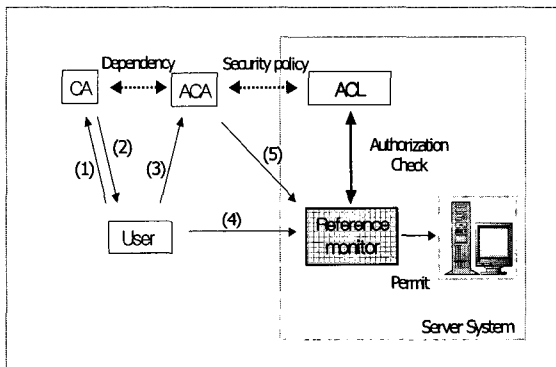 Dependency
Security policy
CA
ACA
ACL
(1)
(2)
(3)
(5)
Authorization
Check
User
(4)
Reference
monitor
Permit
Server System